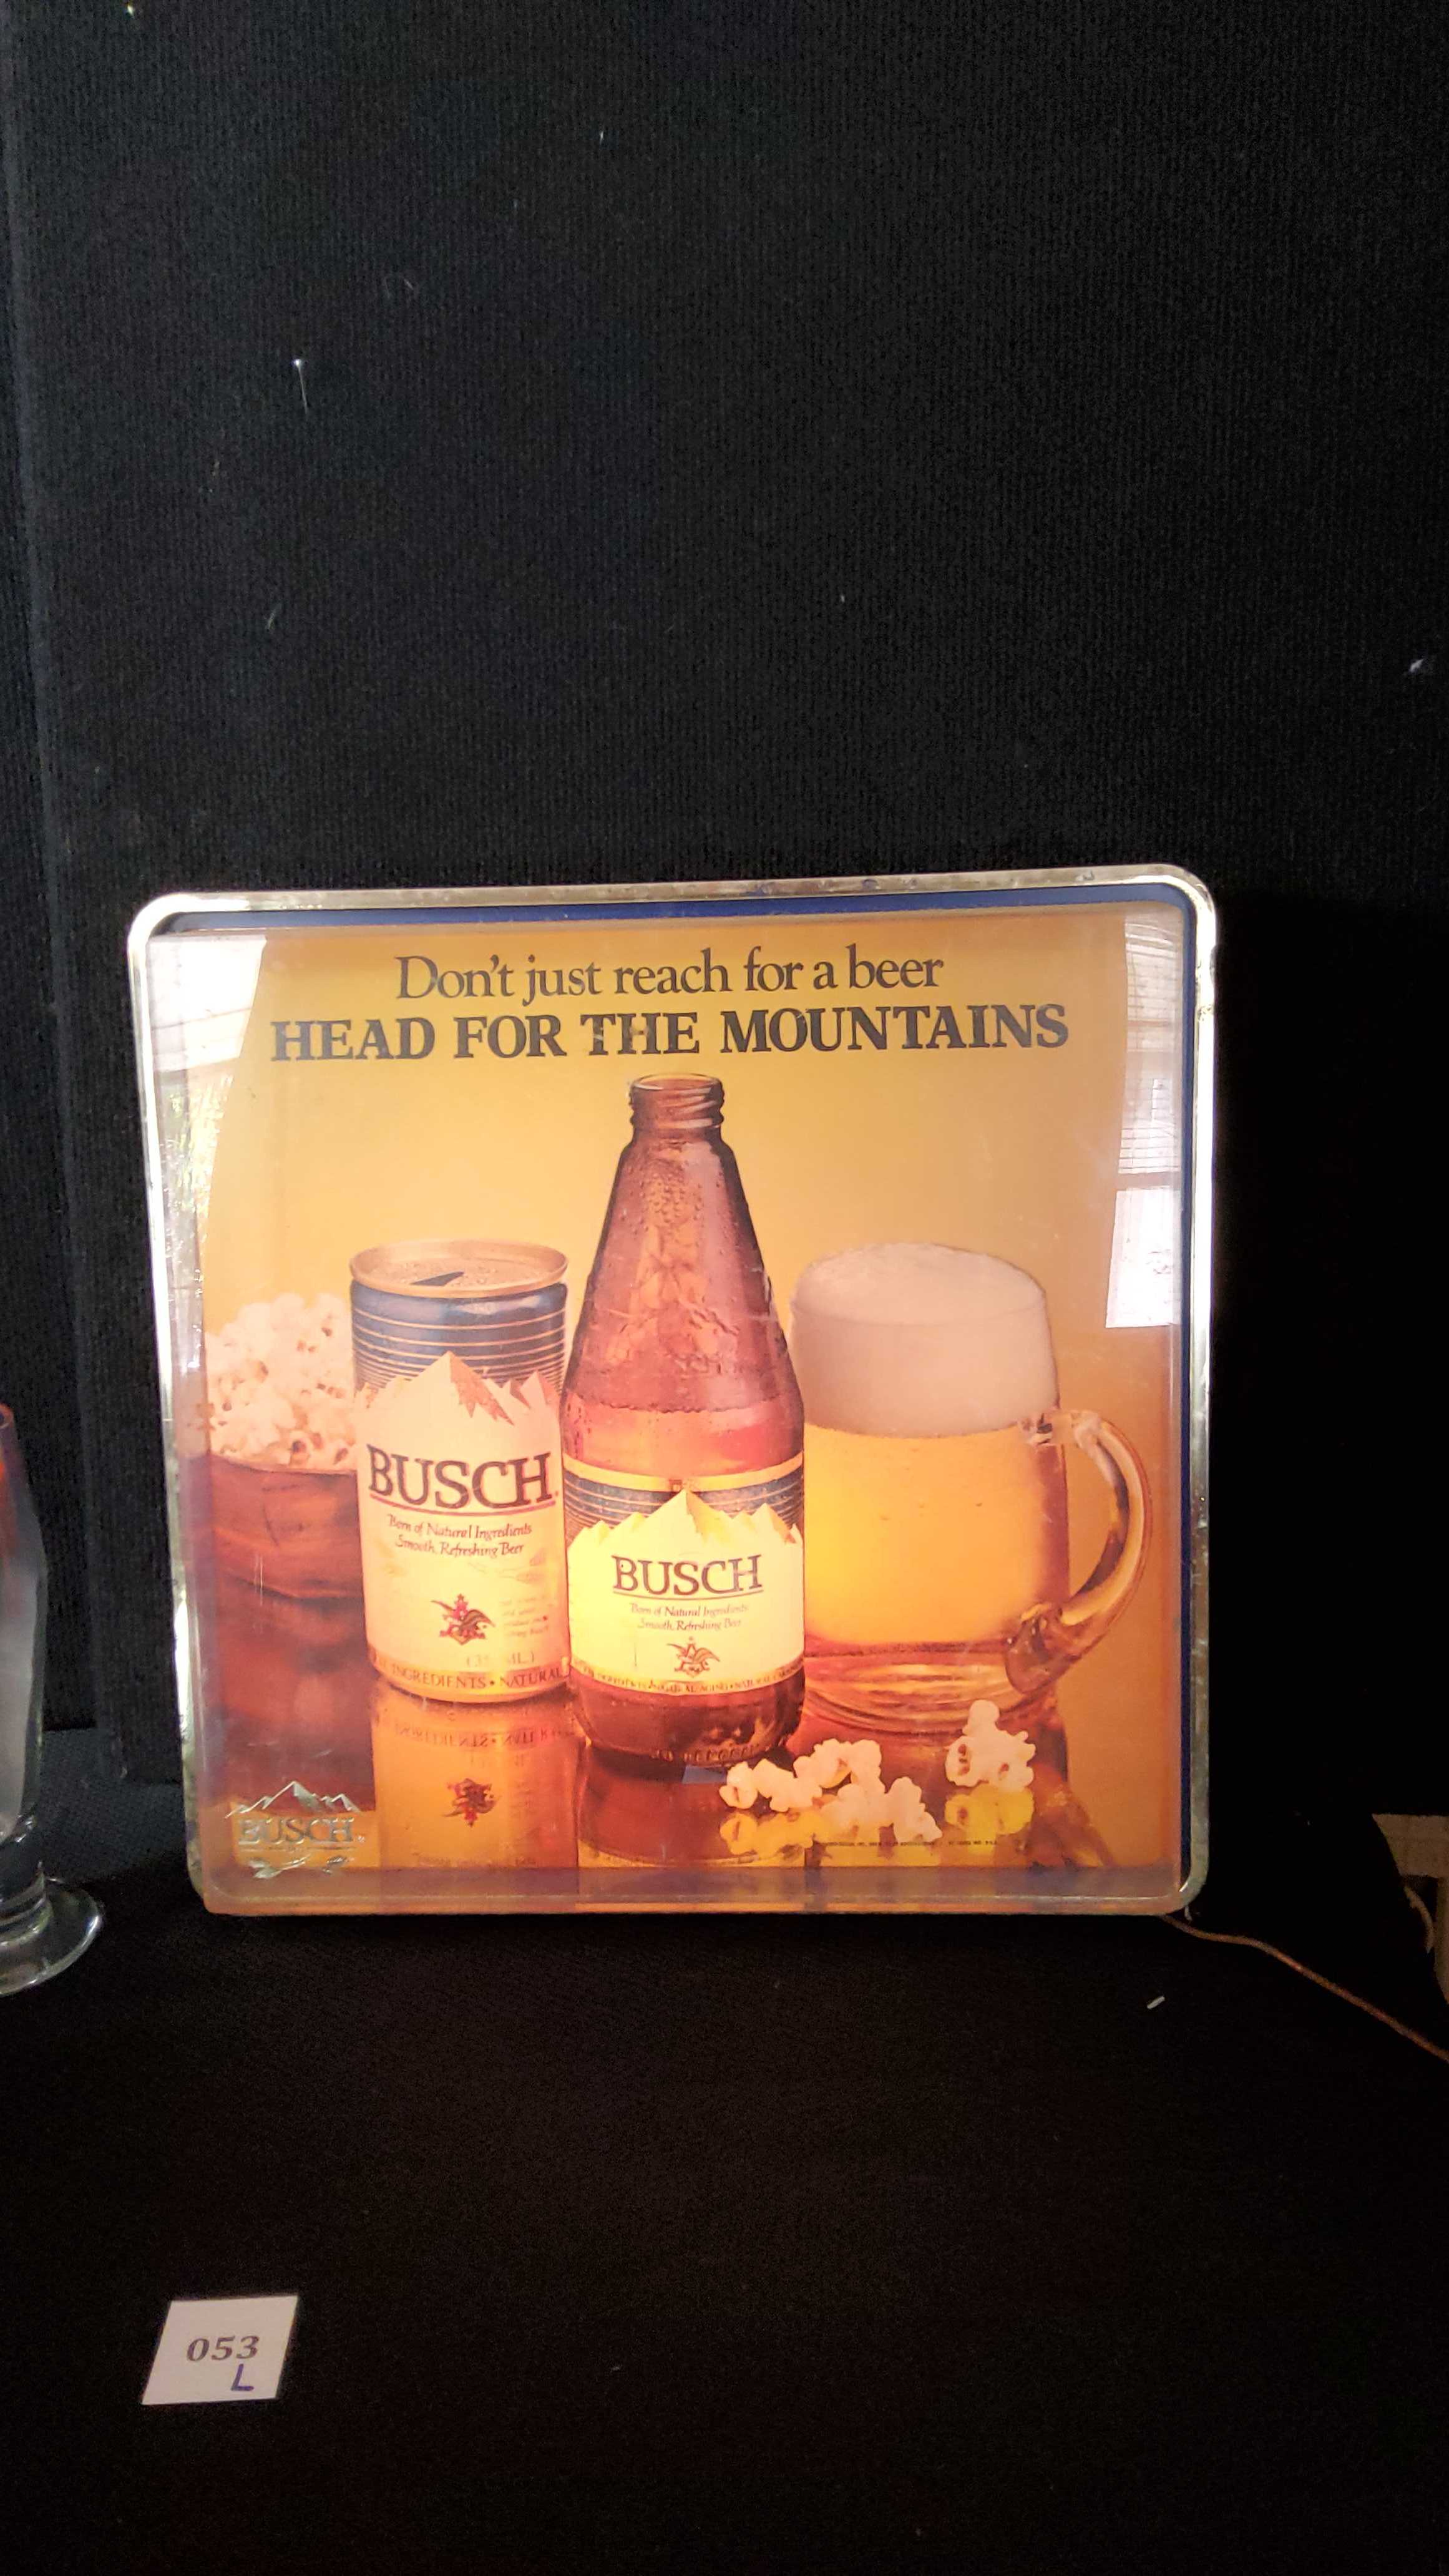 Don't just reach for a beer
HEAD FOR THE MOUNTAINS
BUSCH
Born of Natural Ingredients
Smooth, Refreshing Beer
INGREDIENTS • NATURAL
BUSCH
Born of Natural Ingredients
Smooth, Refreshing Beer
BUSCH
053
L